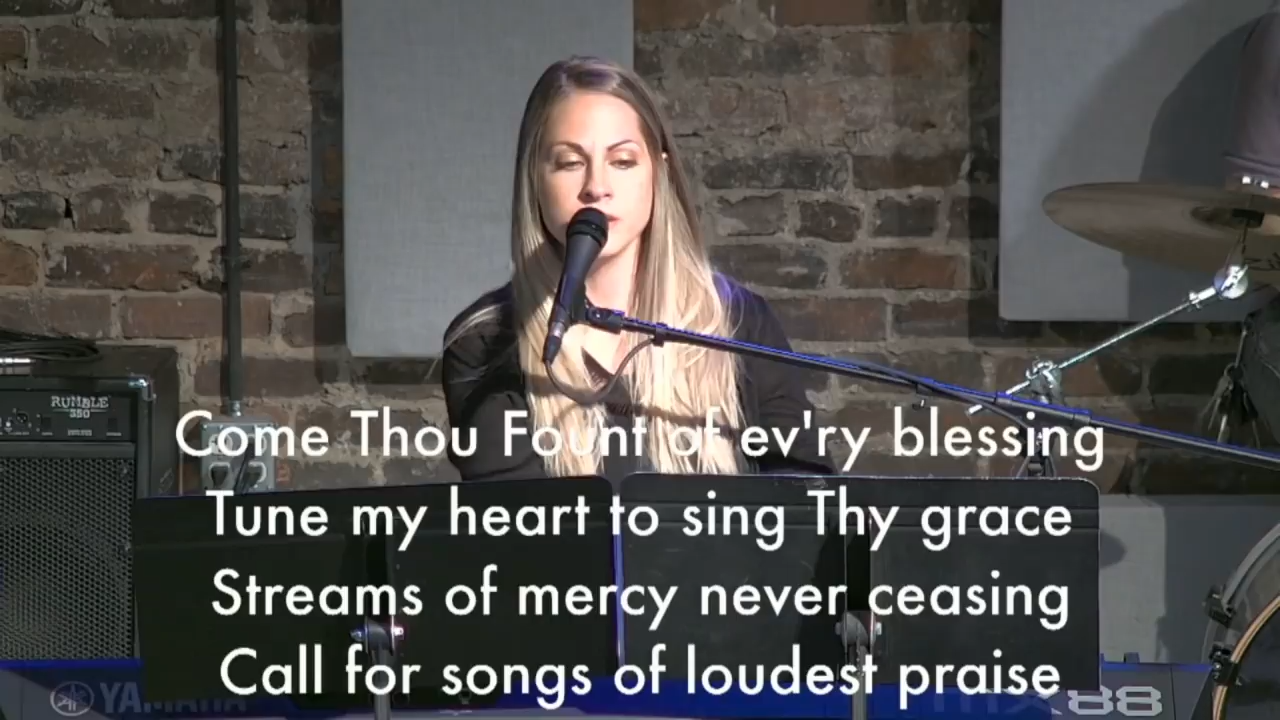 RUMBLE
350
Come Thou Fount of ev'ry blessing
Tune my heart to sing Thy grace
Streams of mercy never ceasing
Call for songs of loudest praise
YAMAHA
MX88